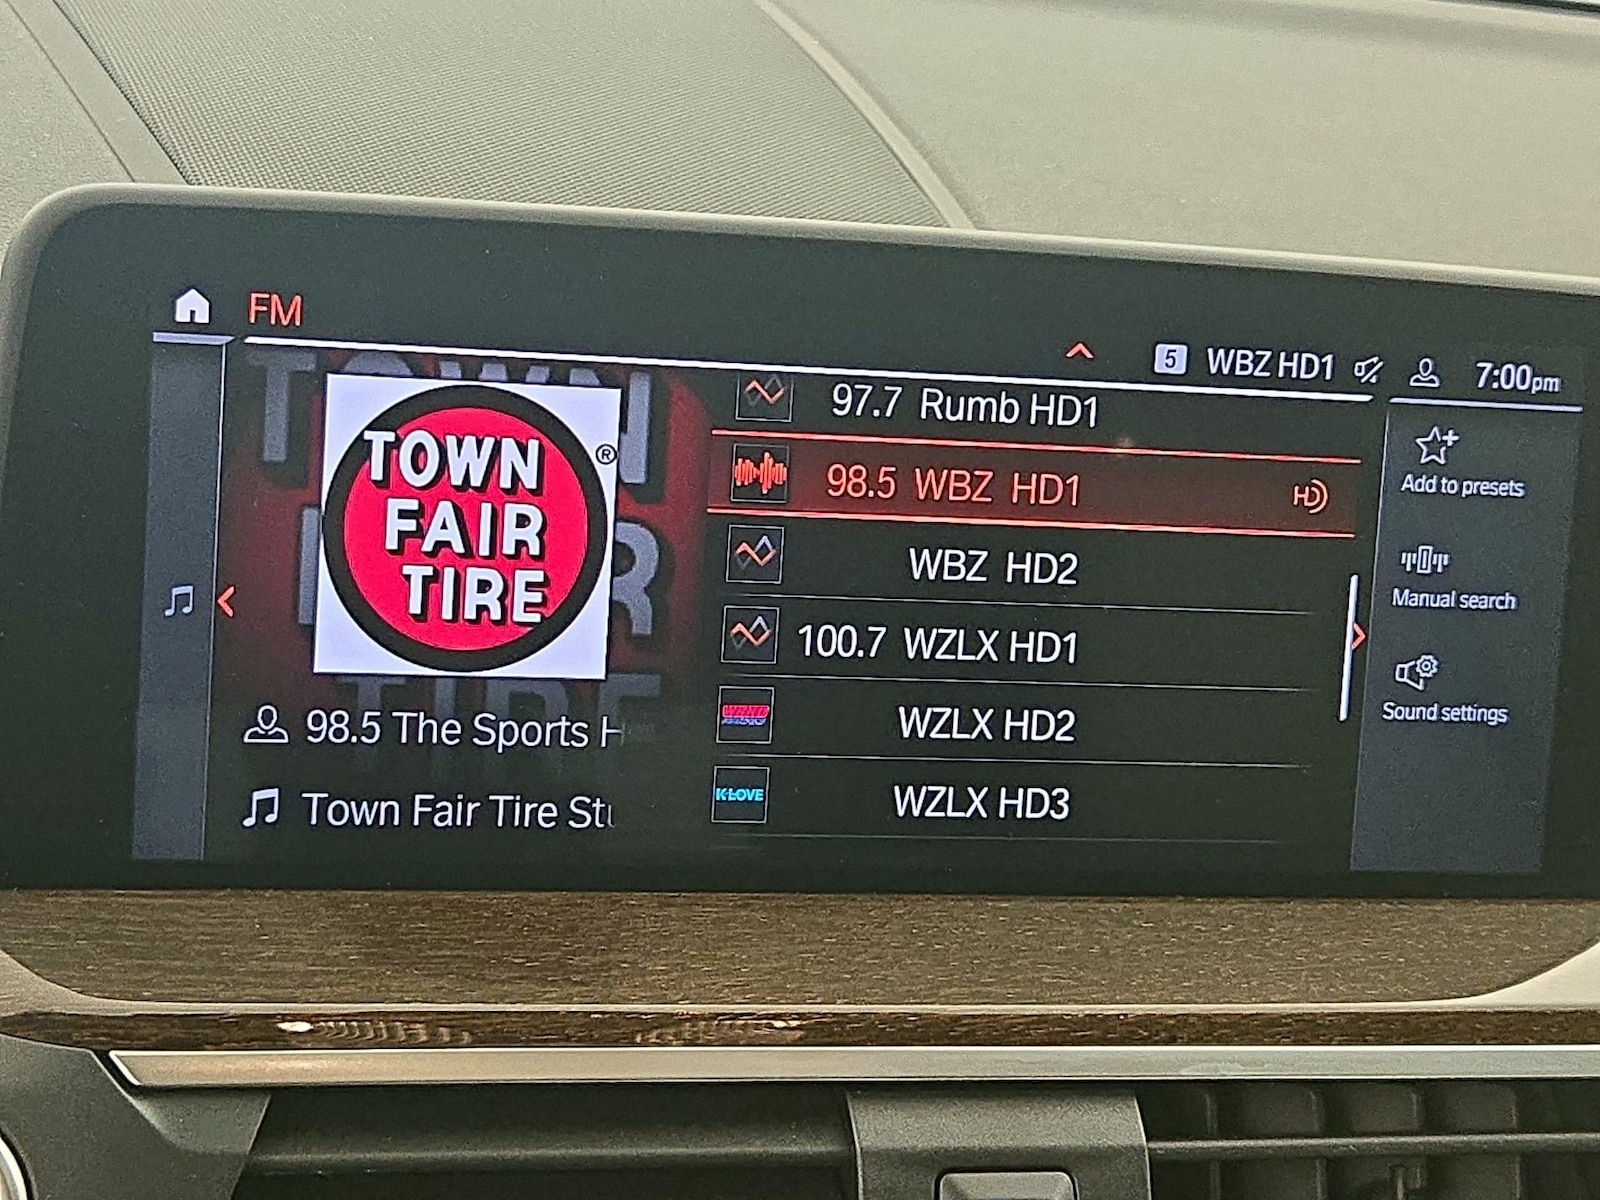 FM
5 WBZ HD1 7:00pm
TOWN
FAIR
TIRE
®
98.5 The Sports H
Town Fair Tire St
97.7 Rumb HD1
98.5 WBZ HD1 HD
WBZ HD2
100.7 WZLX HD1
WZLX HD2
K-LOVE WZLX HD3
Add to presets
Manual search
Sound settings
TOWN
TIRE